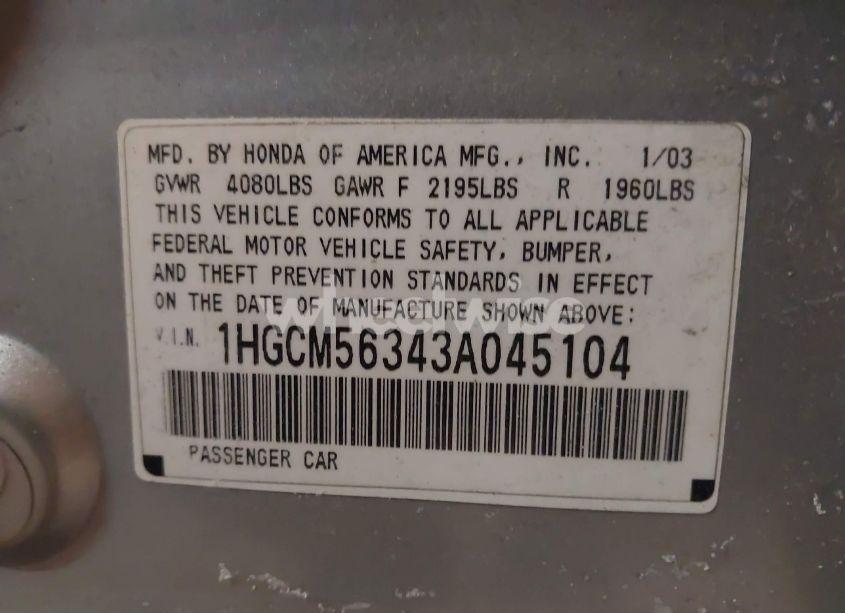 MFD. BY HONDA OF AMERICA MFG., INC. 1/03
GVWR 4080LBS GAWR F 2195LBS R 1960LBS
THIS VEHICLE CONFORMS TO ALL APPLICABLE
FEDERAL MOTOR VEHICLE SAFETY, BUMPER,
AND THEFT PREVENTION STANDARDS IN EFFECT
ON THE DATE OF MANUFACTURE SHOWN ABOVE:
wheelwise
V.I.N. 1HGCM56343A045104
PASSENGER CAR